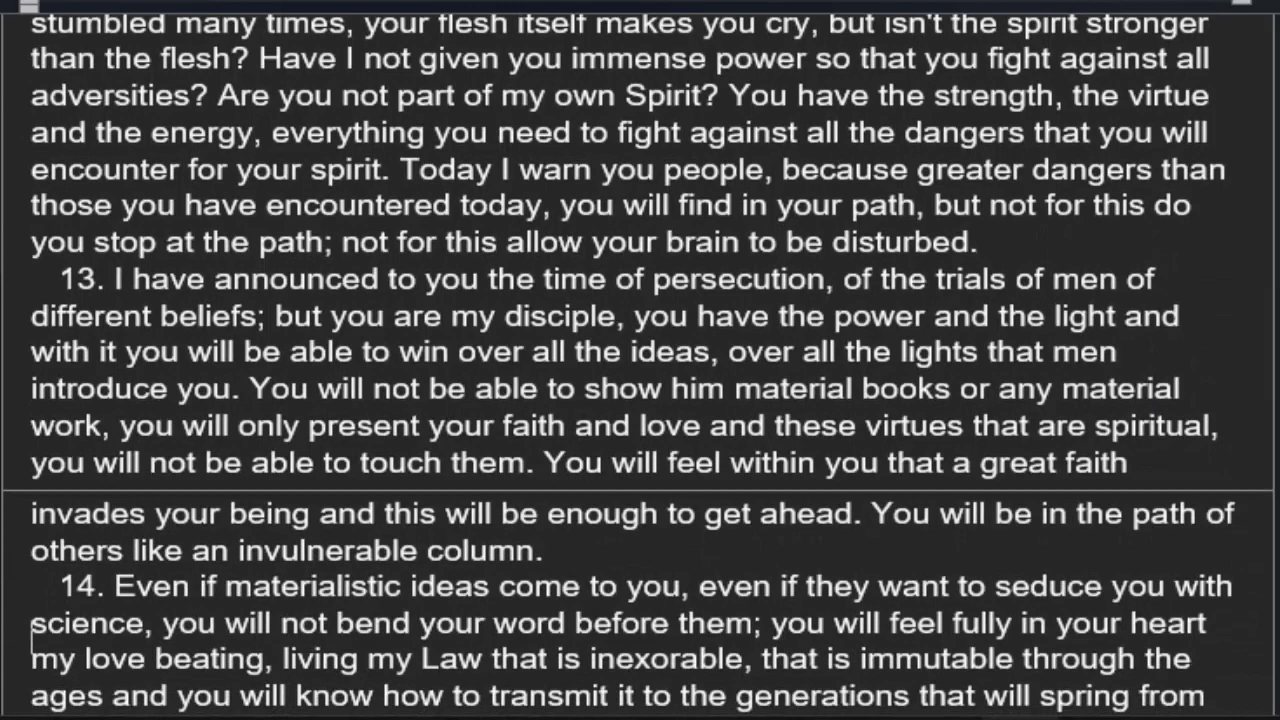 stumbled many times, your flesh itself makes you cry, but isn't the spirit stronger
than the flesh? Have I not given you immense power so that you fight against all
adversities? Are you not part of my own Spirit? You have the strength, the virtue
and the energy, everything you need to fight against all the dangers that you will
encounter for your spirit. Today I warn you people, because greater dangers than
those you have encountered today, you will find in your path, but not for this do
you stop at the path; not for this allow your brain to be disturbed.
13. I have announced to you the time of persecution, of the trials of men of
different beliefs; but you are my disciple, you have the power and the light and
with it you will be able to win over all the ideas, over all the lights that men
introduce you. You will not be able to show him material books or any material
work, you will only present your faith and love and these virtues that are spiritual,
you will not be able to touch them. You will feel within you that a great faith
invades your being and this will be enough to get ahead. You will be in the path of
others like an invulnerable column.
14. Even if materialistic ideas come to you, even if they want to seduce you with
science, you will not bend your word before them; you will feel fully in your heart
my love beating, living my Law that is inexorable, that is immutable through the
ages and you will know how to transmit it to the generations that will spring from